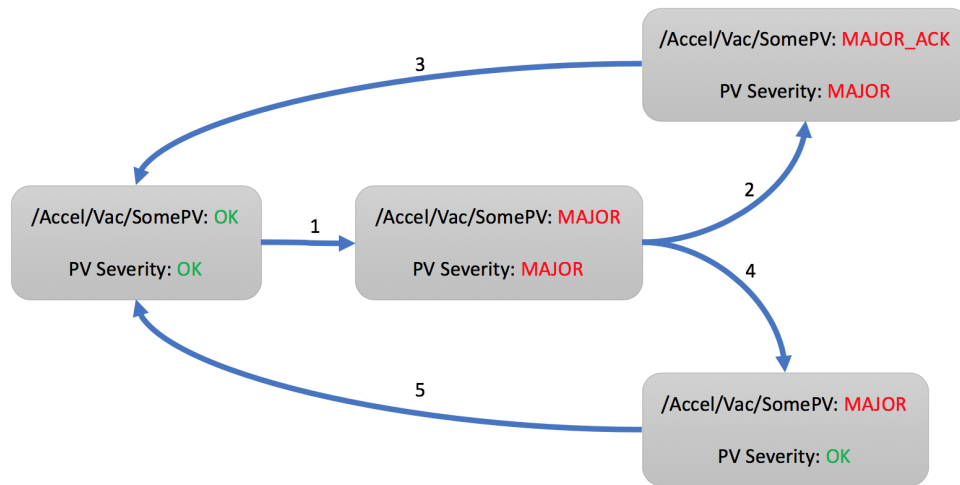 /Accel/Vac/SomePV: MAJOR_ACK
PV Severity: MAJOR
3
/Accel/Vac/SomePV: OK
PV Severity: OK
1
/Accel/Vac/SomePV: MAJOR
PV Severity: MAJOR
2
4
5
/Accel/Vac/SomePV: MAJOR
PV Severity: OK